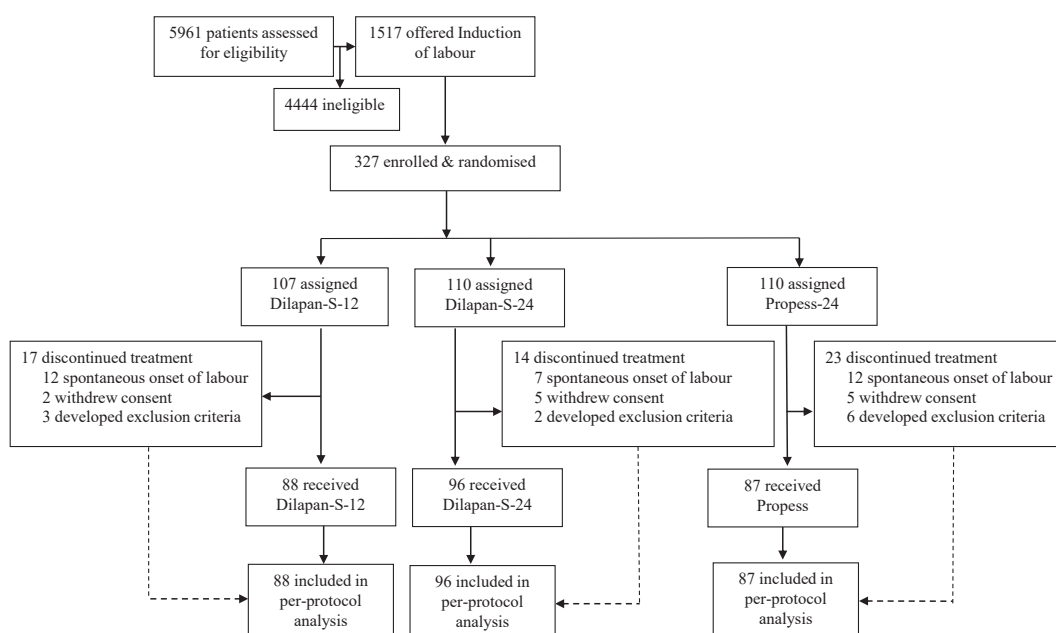 5961 patients assessed
for eligibility
1517 offered Induction
of labour
4444 ineligible
327 enrolled & randomised
107 assigned
Dilapan-S-12
110 assigned
Dilapan-S-24
110 assigned
Propess-24
17 discontinued treatment
12 spontaneous onset of labour
2 withdrew consent
3 developed exclusion criteria
14 discontinued treatment
7 spontaneous onset of labour
5 withdrew consent
2 developed exclusion criteria
23 discontinued treatment
12 spontaneous onset of labour
5 withdrew consent
6 developed exclusion criteria
88 received
Dilapan-S-12
96 received
Dilapan-S-24
87 received
Propess
88 included in
per-protocol
analysis
96 included in
per-protocol
analysis
87 included in
per-protocol
analysis